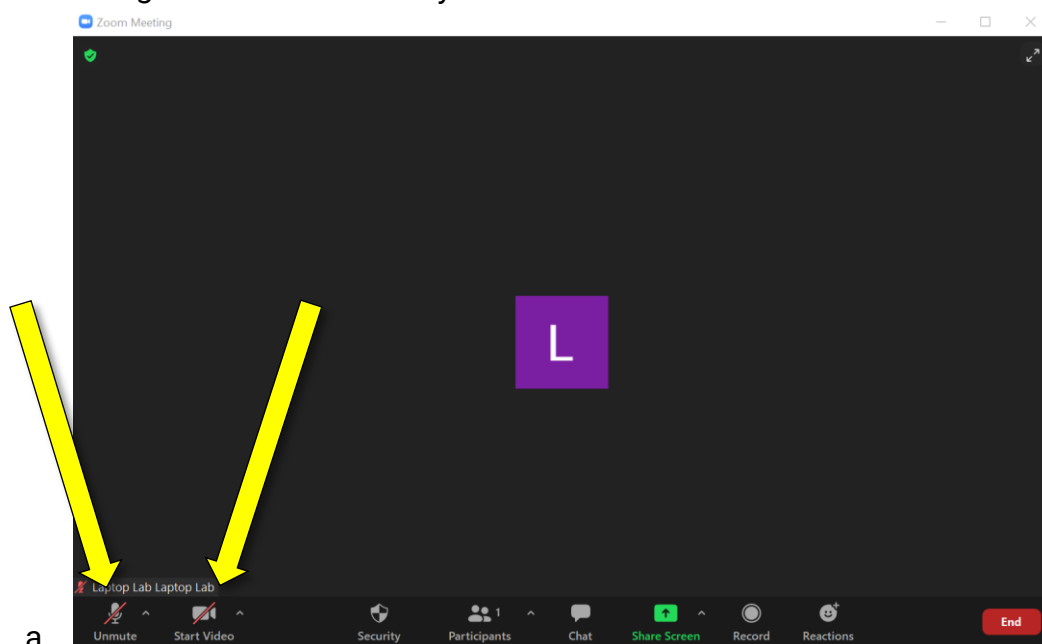 Zoom Meeting
L
Laptop Lab Laptop Lab
1
Unmute Start Video Security Participants Chat Share Screen Record Reactions End
a